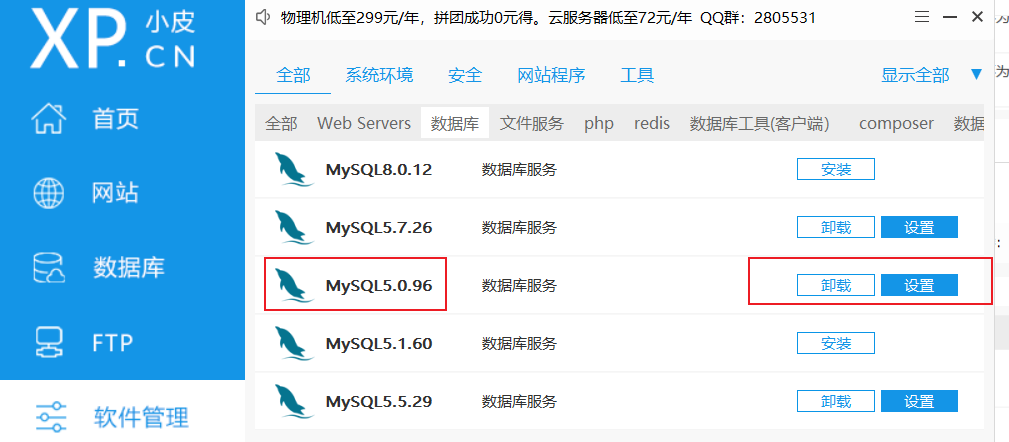 XP.CN 小皮
物理机低至299元/年，拼团成功0元得。云服务器低至72元/年 QQ群：2805531
首页
网站
数据库
FTP
软件管理
全部 系统环境 安全 网站程序 工具 显示全部 ▼
全部 Web Servers 数据库 文件服务 php redis 数据库工具(客户端) composer 数据
MySQL8.0.12 数据库服务 安装
MySQL5.7.26 数据库服务 卸载 设置
MySQL5.0.96 数据库服务 卸载 设置
MySQL5.1.60 数据库服务 安装
MySQL5.5.29 数据库服务 卸载 设置